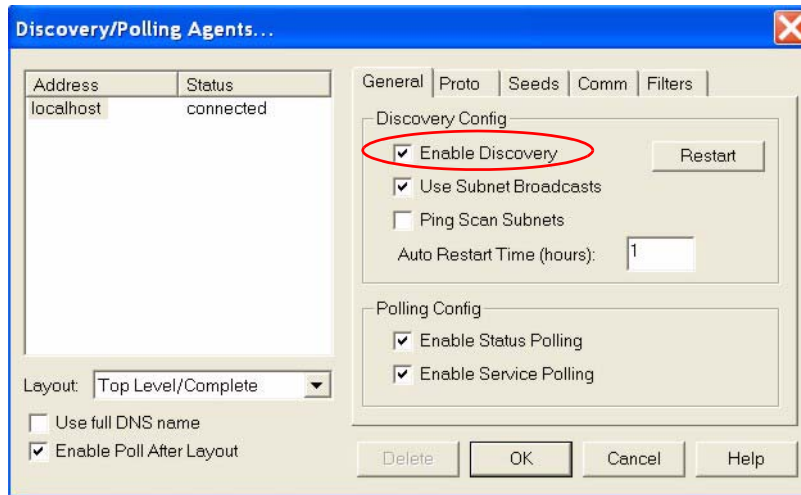 Discovery/Polling Agents...
Address Status
localhost connected
Layout: Top Level/Complete
Use full DNS name
Enable Poll After Layout
General Proto Seeds Comm Filters
Discovery Config
Enable Discovery Restart
Use Subnet Broadcasts
Ping Scan Subnets
Auto Restart Time (hours): 1
Polling Config
Enable Status Polling
Enable Service Polling
Delete OK Cancel Help